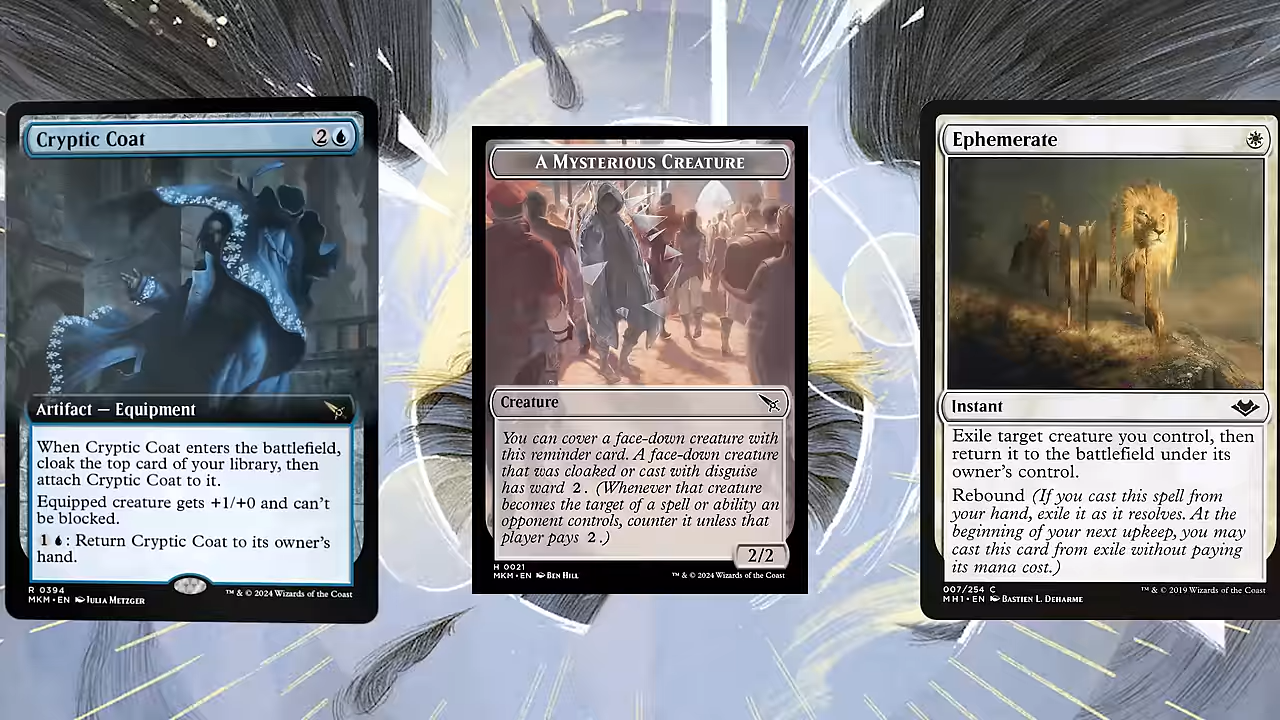 Cryptic Coat
2
Artifact — Equipment
When Cryptic Coat enters the battlefield,
cloak the top card of your library, then
attach Cryptic Coat to it.
Equipped creature gets +1/+0 and can't
be blocked.
1 : Return Cryptic Coat to its owner's
hand.
R 0394
MKM • EN Julia Metzger
™ & © 2024 Wizards of the Coast
A Mysterious Creature
Creature
You can cover a face-down creature with
this reminder card. A face-down creature
that was cloaked or cast with disguise
has ward 2. (Whenever that creature
becomes the target of a spell or ability an
opponent controls, counter it unless that
player pays 2.)
2/2
H 0021
MKM • EN Ben Hill
™ & © 2024 Wizards of the Coast
Ephemerate
Instant
Exile target creature you control, then
return it to the battlefield under its
owner's control.
Rebound (If you cast this spell from
your hand, exile it as it resolves. At the
beginning of your next upkeep, you may
cast this card from exile without paying
its mana cost.)
007/254 C
MH1 • EN Bastien L. Deharme
™ & © 2019 Wizards of the Coast